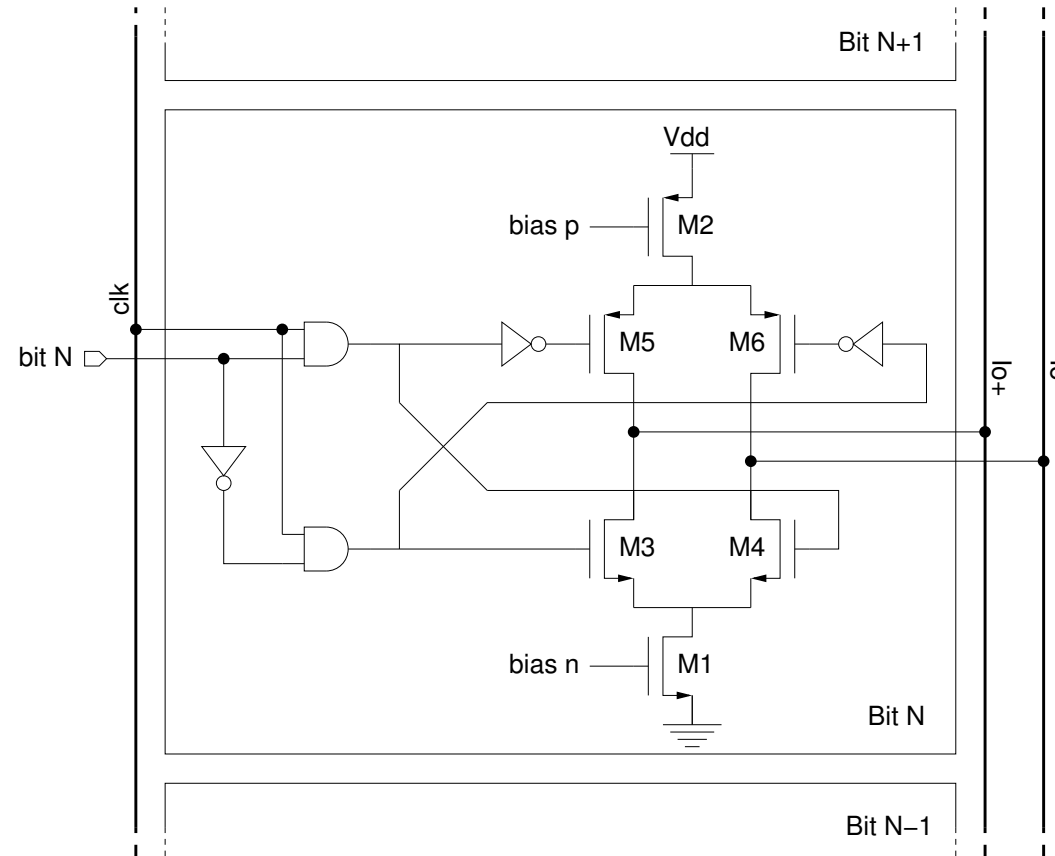 Bit N+1
Vdd
bias p
M2
clk
bit N
M5
M6
Io+
M3
M4
bias n
M1
Bit N
Bit N−1